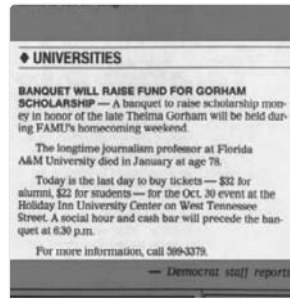 ◆ UNIVERSITIES
BANQUET WILL RAISE FUND FOR GORHAM
SCHOLARSHIP — A banquet to raise scholarship mon-
ey in honor of the late Thelma Gorham will be held dur-
ing FAMU's homecoming weekend.
The longtime journalism professor at Florida
A&M University died in January at age 78.
Today is the last day to buy tickets — $32 for
alumni, $22 for students — for the Oct. 30 event at the
Holiday Inn University Center on West Tennessee
Street. A social hour and cash bar will precede the ban-
quet at 6:30 p.m.
For more information, call 599-3379.
— Democrat staff reports